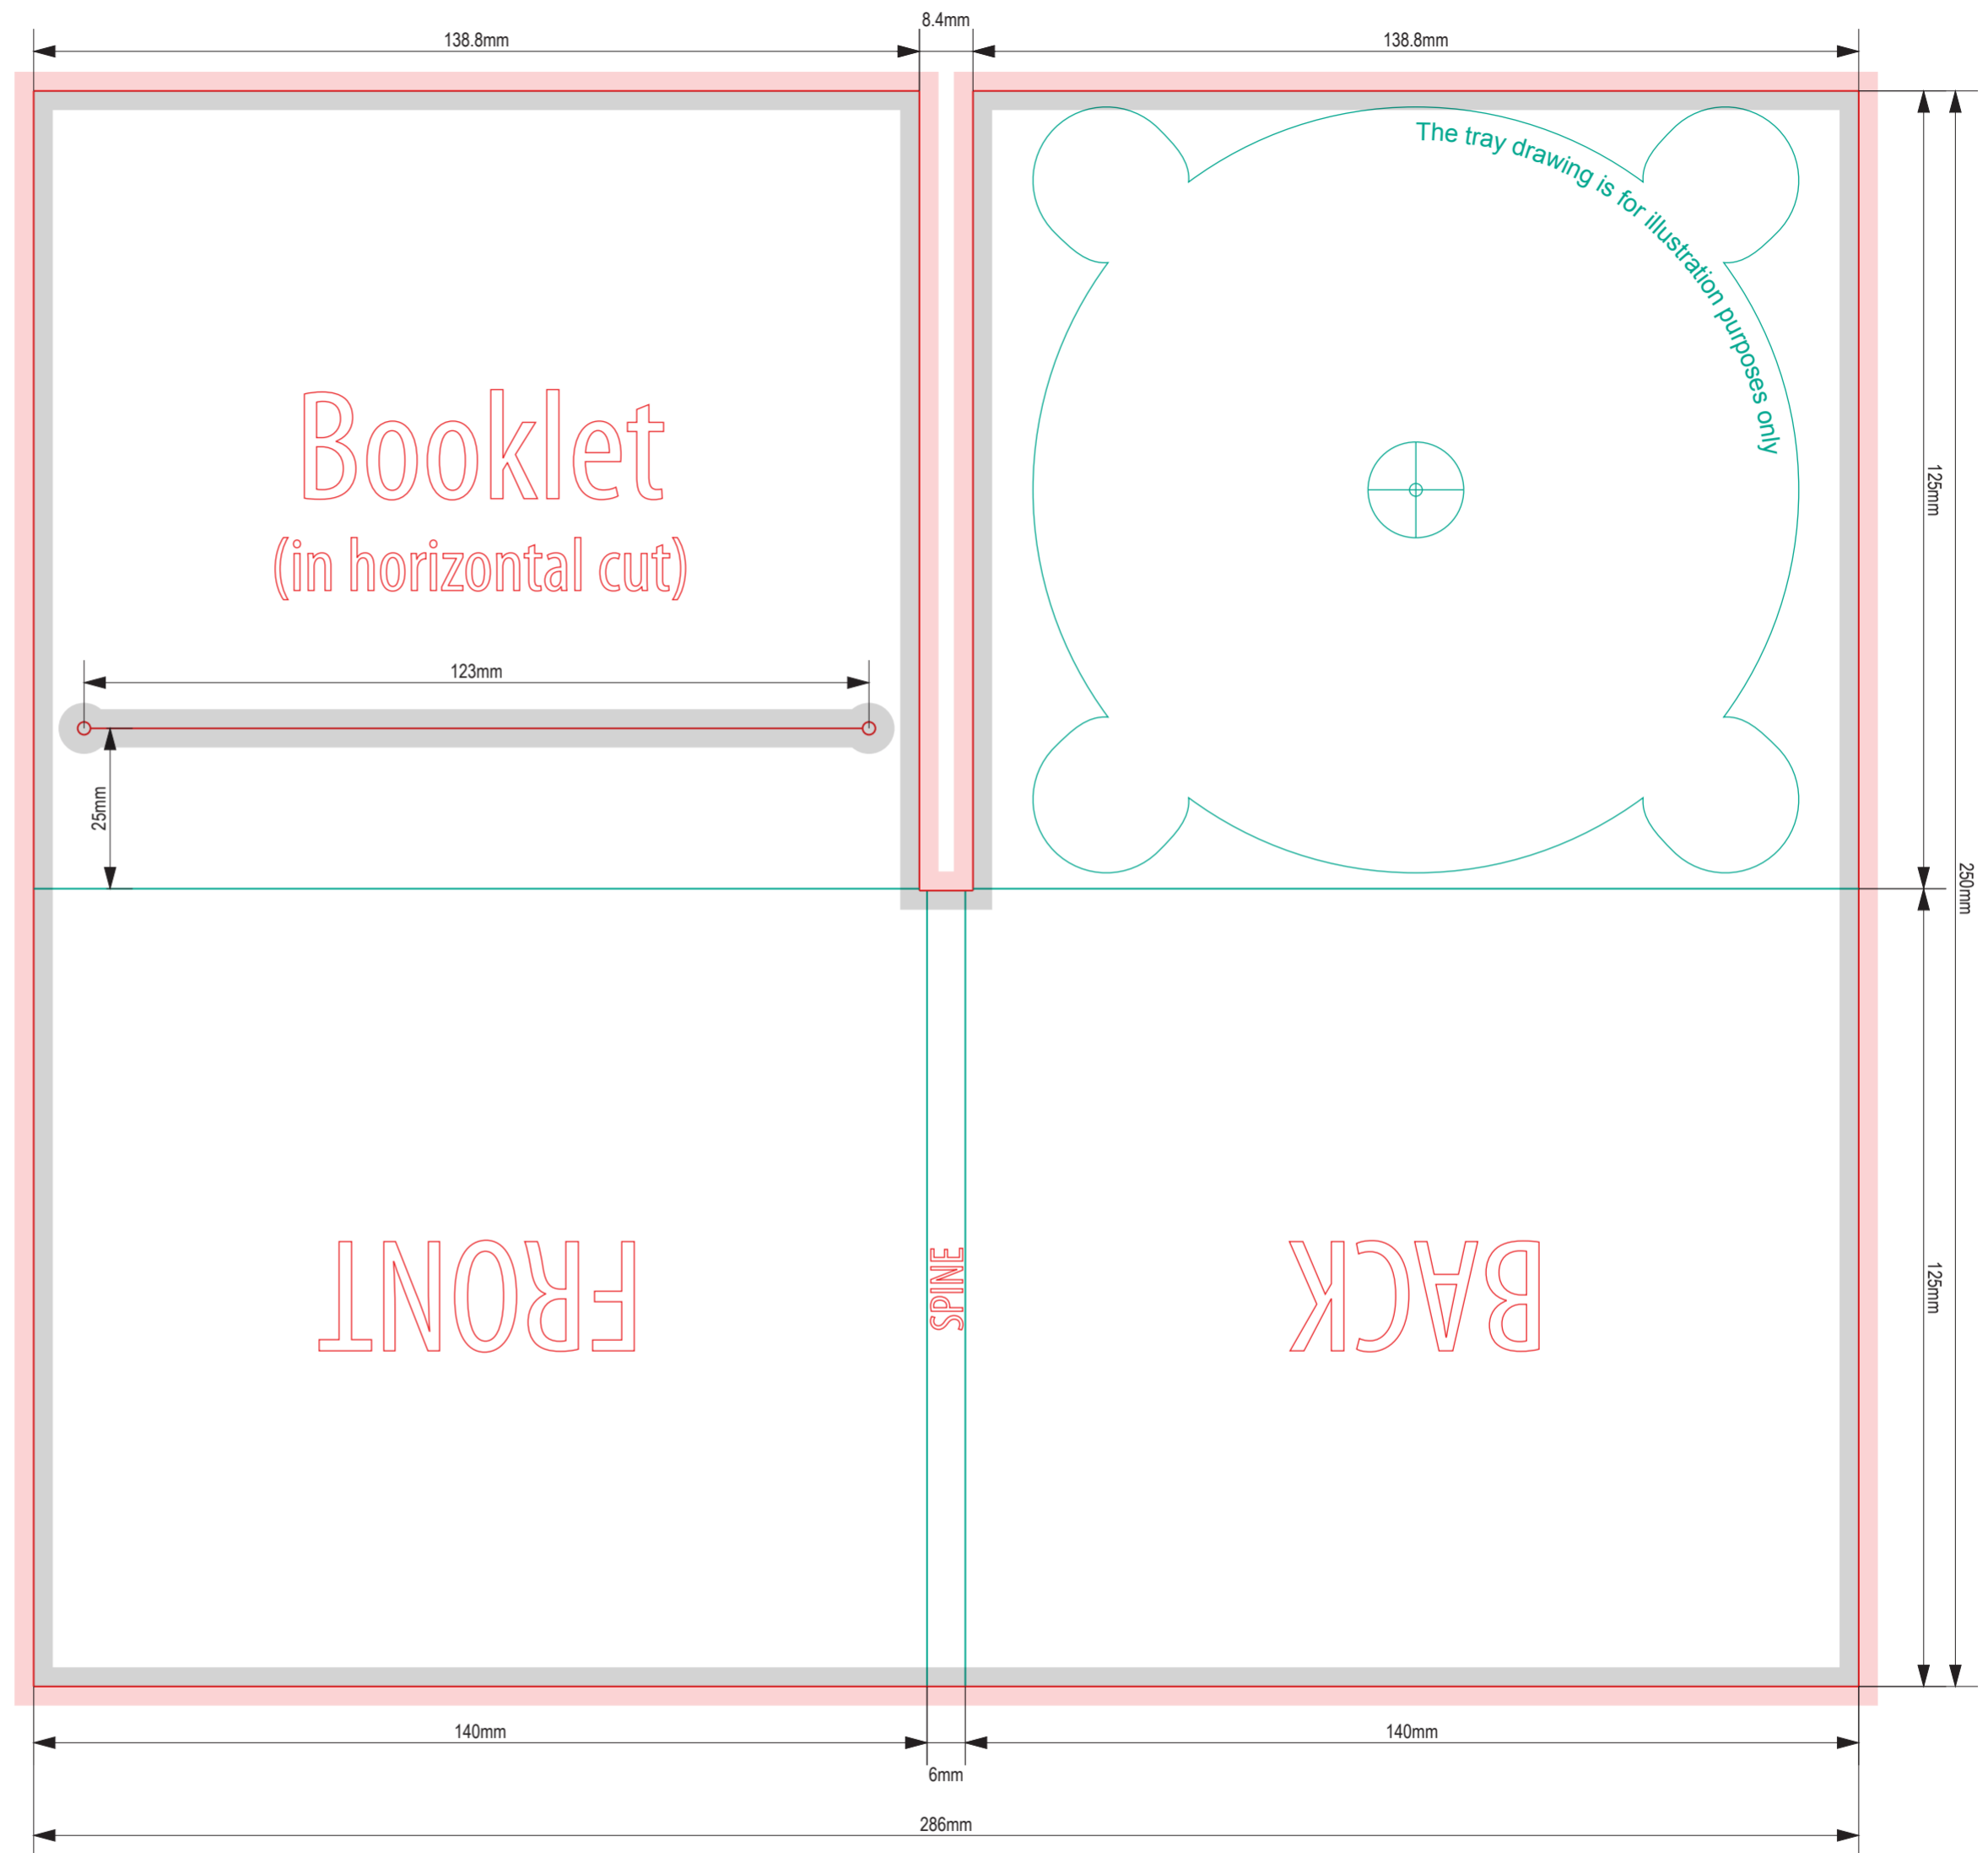 8.4mm
138.8mm
138.8mm
The tray drawing is for illustration purposes only
Booklet
(in horizontal cut)
125mm
123mm
25mm
250mm
FRONT
SPINE
BACK
125mm
140mm
140mm
6mm
286mm